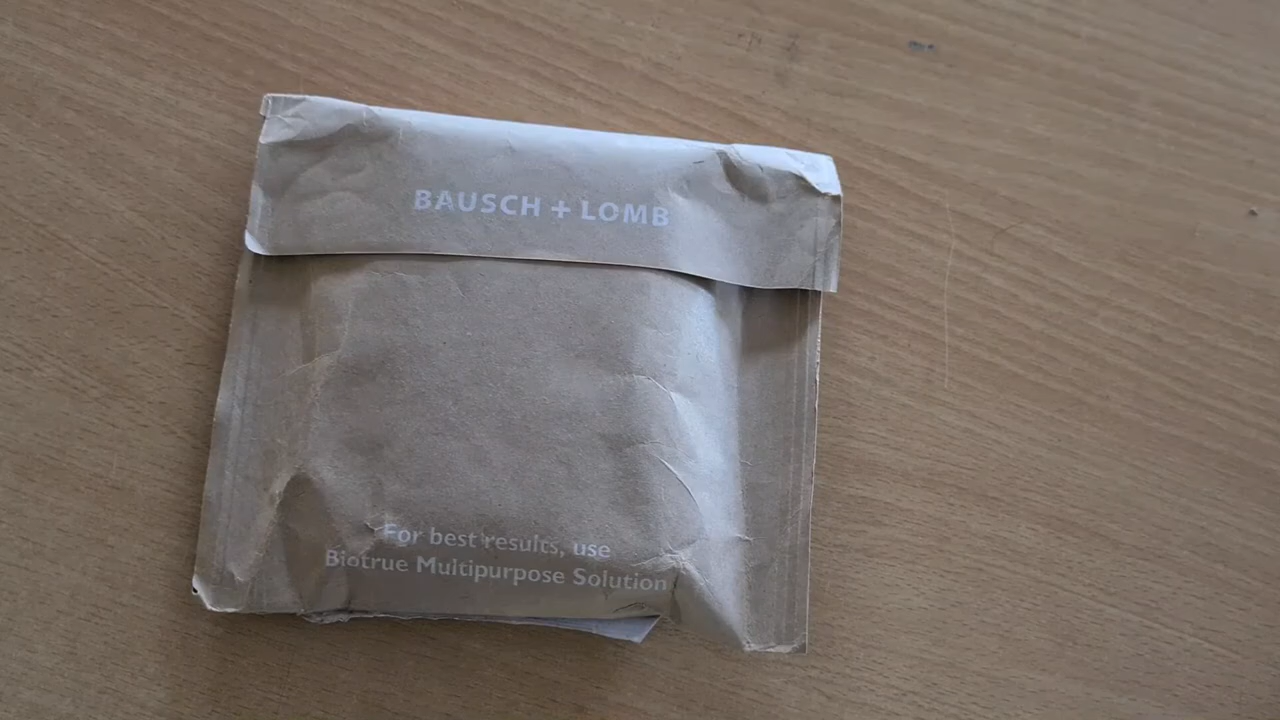 BAUSCH + LOMB
For best results, use
Biotrue Multipurpose Solution